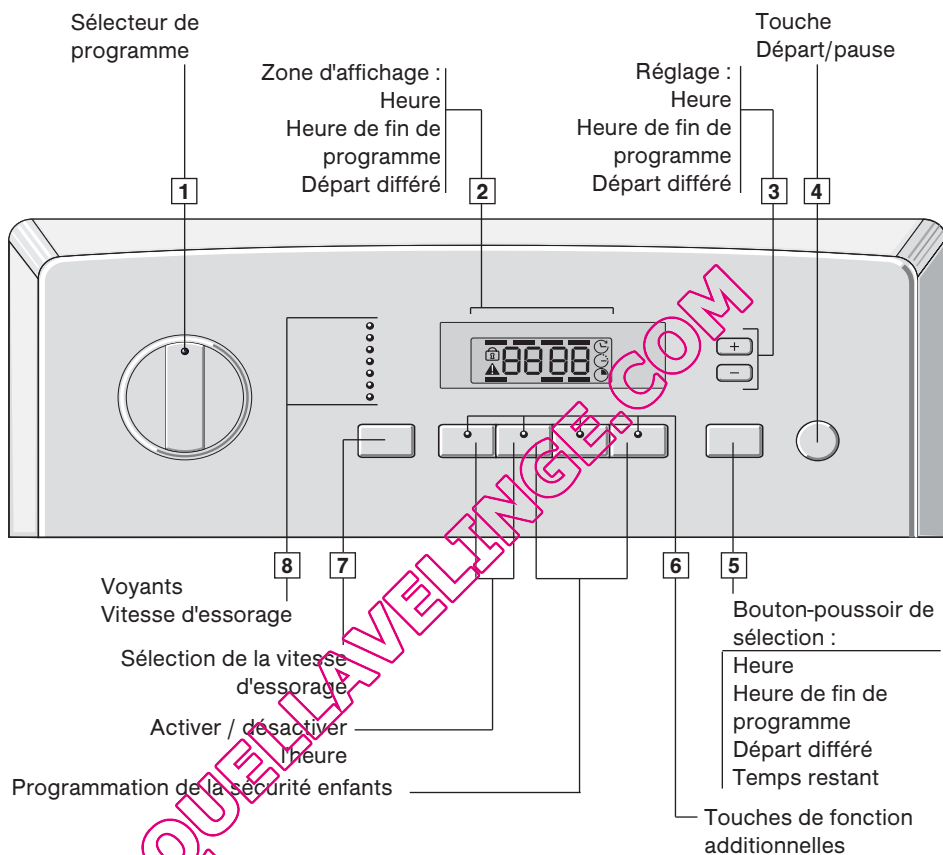 Sélecteur de
programme
Touche
Départ/pause
Zone d'affichage :
Heure
Heure de fin de
programme
Départ différé
Réglage :
Heure
Heure de fin de
programme
Départ différé
1
2
3
4
88 88
+
−
8
7
6
5
Voyants
Vitesse d'essorage
Sélection de la vitesse
d'essorage
Activer / désactiver
l'heure
Programmation de la sécurité enfants
Bouton-poussoir de
sélection :
Heure
Heure de fin de
programme
Départ différé
Temps restant
Touches de fonction
additionnelles
QUELLAVELINGE.COM